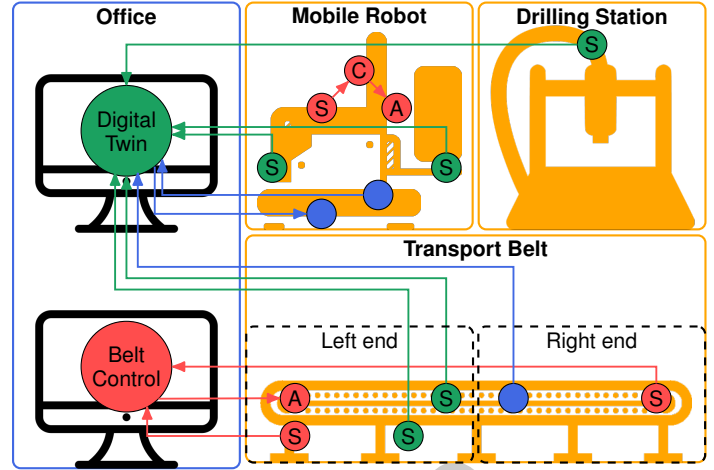 Office
Mobile Robot
Drilling Station
S
C
S
A
Digital
Twin
S
S
Transport Belt
Left end
Right end
Belt
Control
A
S
S
S
S